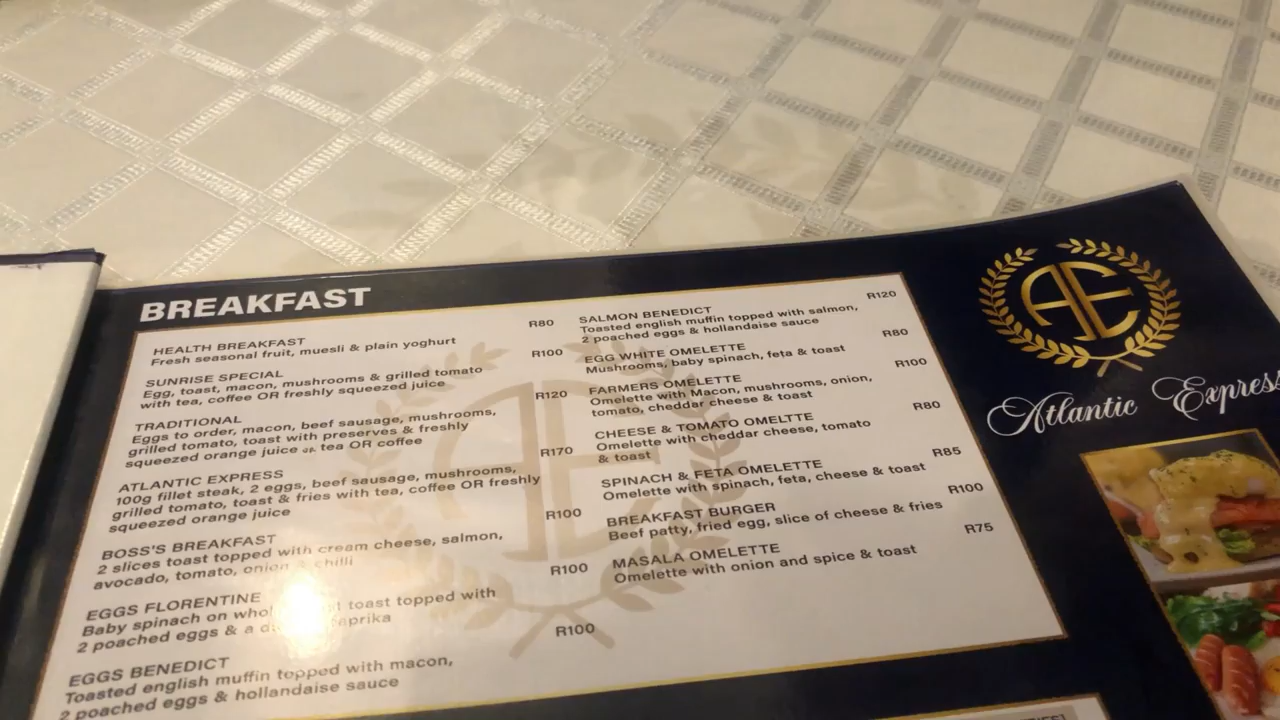 BREAKFAST
HEALTH BREAKFAST R80
Fresh seasonal fruit, muesli & plain yoghurt
SUNRISE SPECIAL R100
Egg, toast, macon, mushrooms & grilled tomato
with tea, coffee OR freshly squeezed juice
TRADITIONAL R120
Eggs to order, macon, beef sausage, mushrooms,
grilled tomato, toast with preserves & freshly
squeezed orange juice tea OR coffee
ATLANTIC EXPRESS R170
100g fillet steak, 2 eggs, beef sausage, mushrooms,
grilled tomato, toast & fries with tea, coffee OR freshly
squeezed orange juice
BOSS'S BREAKFAST R100
2 slices toast topped with cream cheese, salmon,
avocado, tomato, onion & chilli
EGGS FLORENTINE R100
Baby spinach on toast topped with
2 poached eggs & a
EGGS BENEDICT R100
Toasted english muffin topped with macon,
2 poached eggs & hollandaise sauce
SALMON BENEDICT R120
Toasted english muffin topped with salmon,
2 poached eggs & hollandaise sauce
EGG WHITE OMELETTE R80
Mushrooms, baby spinach, feta & toast
FARMERS OMELETTE R100
Omelette with Macon, mushrooms, onion,
tomato, cheddar cheese & toast
CHEESE & TOMATO OMELTTE R80
Omelette with cheddar cheese, tomato
& toast
SPINACH & FETA OMELETTE R85
Omelette with spinach, feta, cheese & toast
BREAKFAST BURGER R100
Beef patty, fried egg, slice of cheese & fries
MASALA OMELETTE R75
Omelette with onion and spice & toast
AE
Atlantic Express